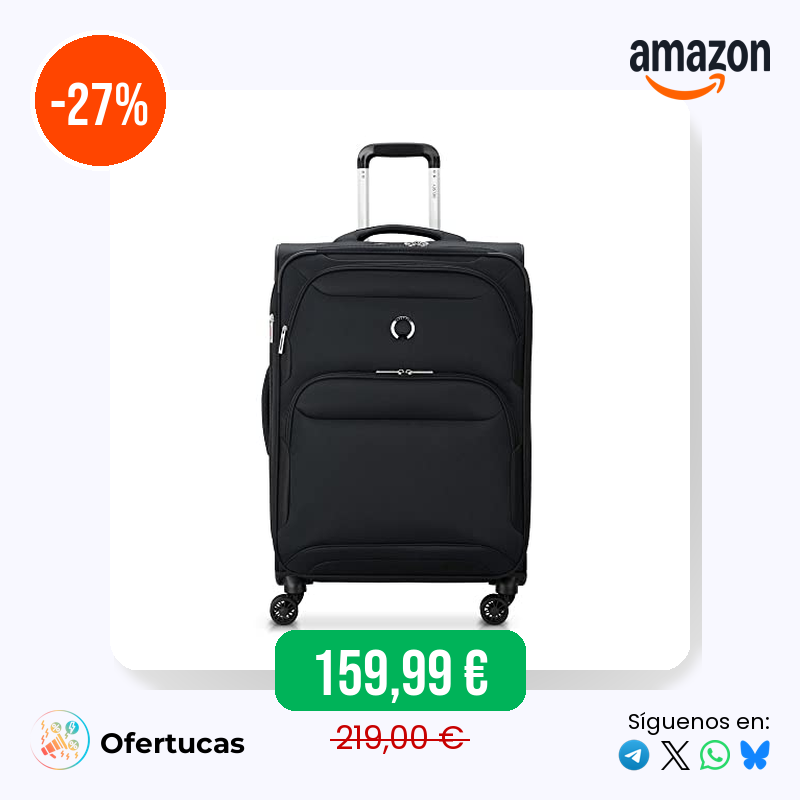 -27%
amazon
159,99 €
219,00 €
Ofertucas
Síguenos en: